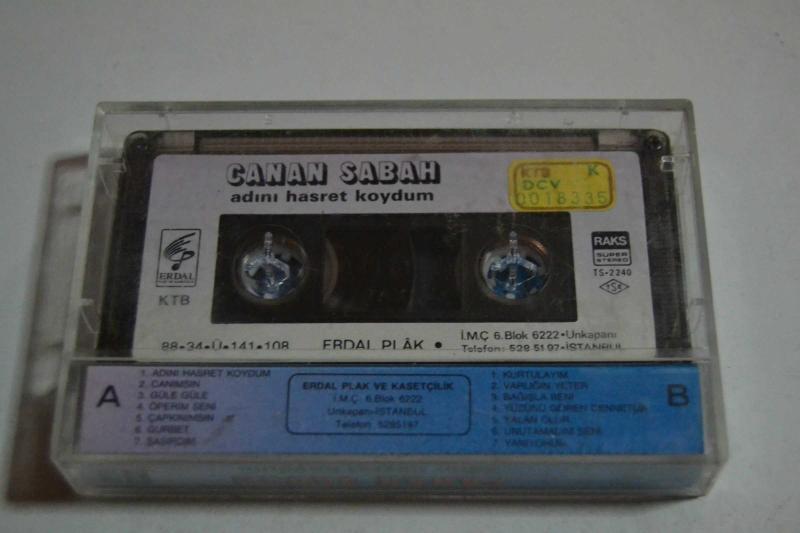 CANAN SABAH
adını hasret koydum
KTB K
DCV
0018335
ERDAL
KTB
RAKS
SUPER
STEREO
TS-2240
TSE
88•34•Ü•141•108 ERDAL PLÂK • İ.M.Ç 6.Blok 6222•Unkapanı
Telefon: 528 51 97•İSTANBUL
A
1. ADINI HASRET KOYDUM
2. CANIMSIN
3. GÜLE GÜLE
4. ÖPERİM SENİ
5. ÇAPKINIMSIN
6. GURBET
7. ŞAŞIRDIM
ERDAL PLAK VE KASETÇİLİK
İ.M.Ç. 6.Blok 6222
Unkapan-İSTANBUL
Telefon: 5285197
1. KURTULAYIM
2. VARLIĞIN YETER
3. BAĞIŞLA BENİ
4. YÜZÜNÜ GÖREN CENNETLİK
5. YALAN OLUR
6. UNUTAMADIM SENİ
7. YANIYORUM
B